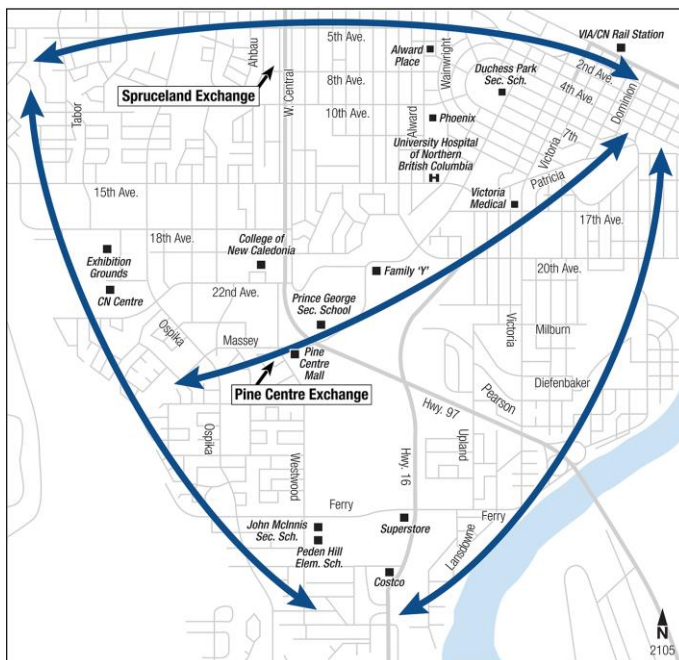 VIA/CN Rail Station
5th Ave.
Ahbau
Alward
Place
Wainwright
2nd Ave.
Duchess Park
Sec. Sch.
4th Ave.
Dominion
8th Ave.
Spruceland Exchange
W. Central
Tabor
10th Ave.
Alward
Phoenix
7th
Victoria
University Hospital
of Northern
British Columbia
H
Patricia
15th Ave.
Victoria
Medical
17th Ave.
18th Ave.
College of
New Caledonia
Exhibition
Grounds
Family 'Y'
20th Ave.
CN Centre
22nd Ave.
Prince George
Sec. School
Ospika
Massey
Victoria
Milburn
Pine
Centre
Mall
Pine Centre Exchange
Diefenbaker
Pearson
Hwy. 97
Ospika
Westwood
Hwy. 16
Upland
Ferry
John McInnis
Sec. Sch.
Superstore
Ferry
Peden Hill
Elem. Sch.
Lansdowne
Costco
N
2105